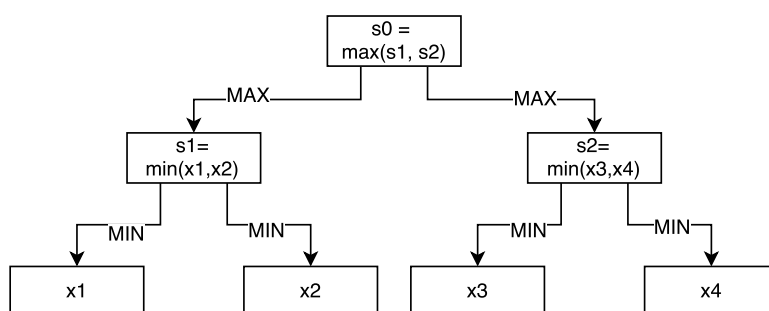 s0 =
max(s1, s2)
MAX
MAX
s1=
min(x1,x2)
s2=
min(x3,x4)
MIN
MIN
MIN
MIN
x1
x2
x3
x4